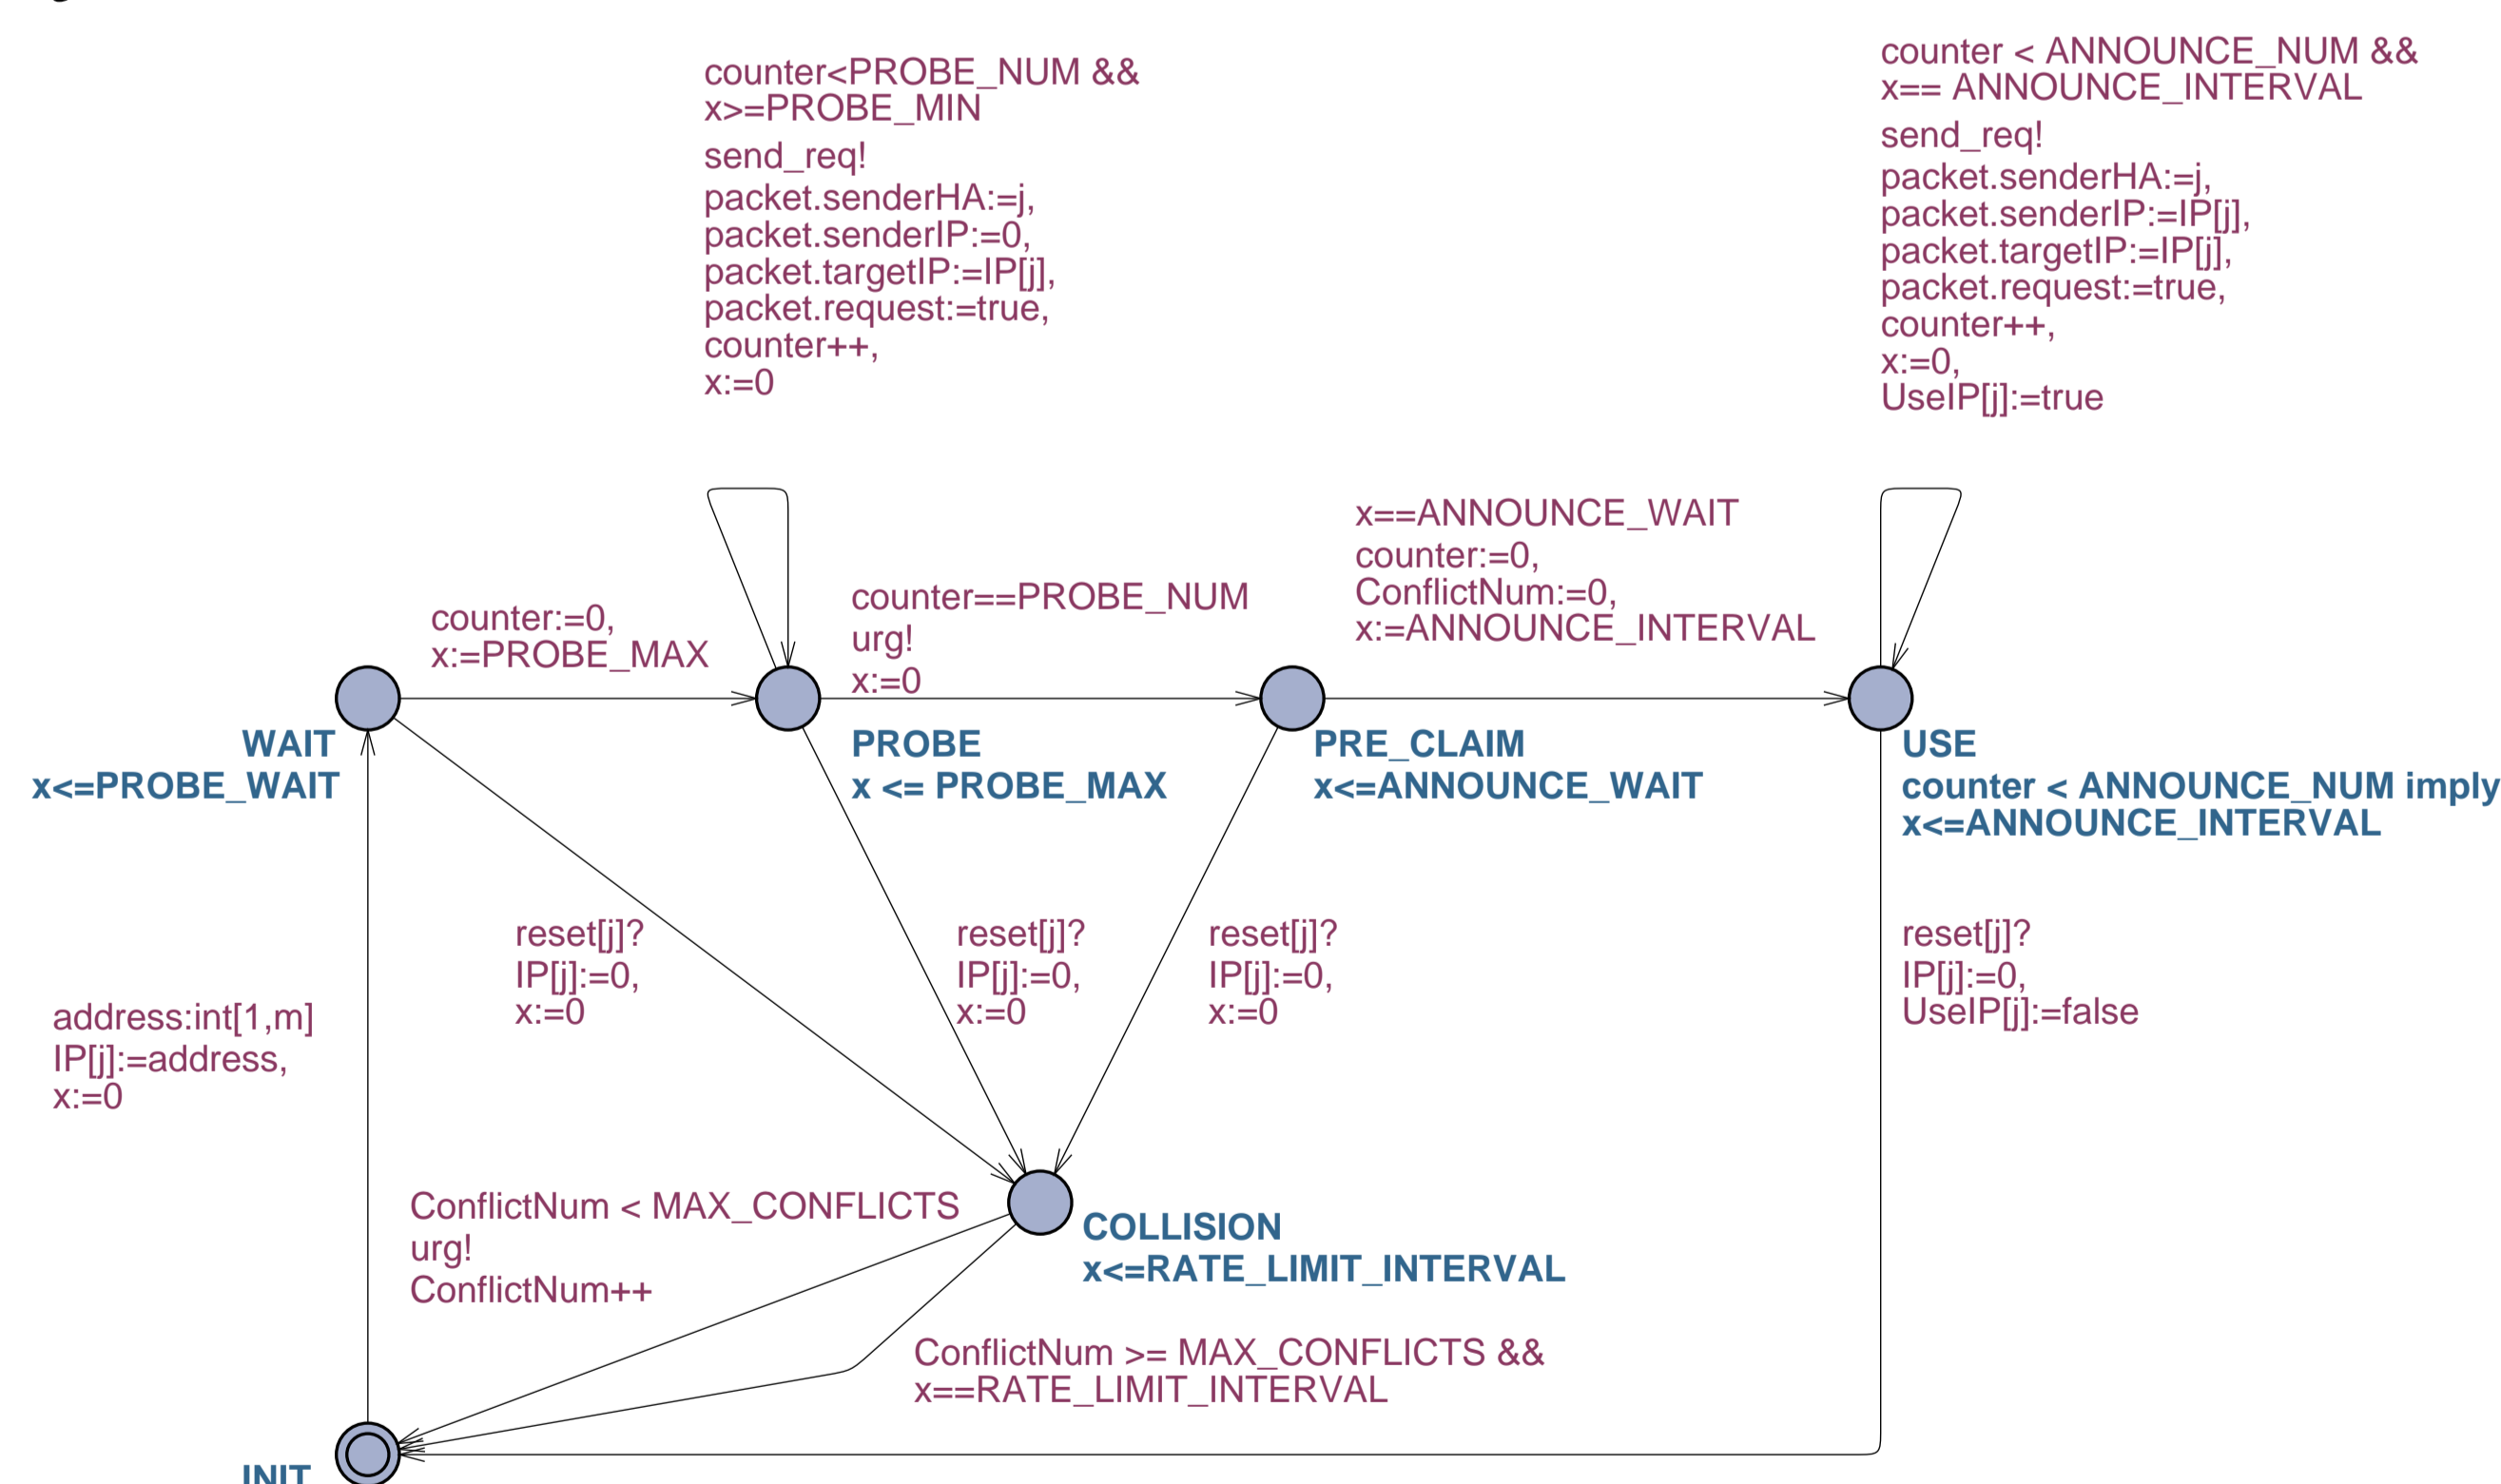 counter<PROBE_NUM &&
x>=PROBE_MIN
send_req!
packet.senderHA:=j,
packet.senderIP:=0,
packet.targetIP:=IP[j],
packet.request:=true,
counter++,
x:=0
counter < ANNOUNCE_NUM &&
x== ANNOUNCE_INTERVAL
send_req!
packet.senderHA:=j,
packet.senderIP:=IP[j],
packet.targetIP:=IP[j],
packet.request:=true,
counter++,
x:=0,
UseIP[j]:=true
counter:=0,
x:=PROBE_MAX
counter==PROBE_NUM
urg!
x:=0
x==ANNOUNCE_WAIT
counter:=0,
ConflictNum:=0,
x:=ANNOUNCE_INTERVAL
WAIT
x<=PROBE_WAIT
PROBE
x <= PROBE_MAX
PRE_CLAIM
x<=ANNOUNCE_WAIT
USE
counter < ANNOUNCE_NUM imply
x<=ANNOUNCE_INTERVAL
address:int[1,m]
IP[j]:=address,
x:=0
reset[j]?
IP[j]:=0,
x:=0
reset[j]?
IP[j]:=0,
x:=0
reset[j]?
IP[j]:=0,
x:=0
reset[j]?
IP[j]:=0,
UseIP[j]:=false
ConflictNum < MAX_CONFLICTS
urg!
ConflictNum++
COLLISION
x<=RATE_LIMIT_INTERVAL
ConflictNum >= MAX_CONFLICTS &&
x==RATE_LIMIT_INTERVAL
INIT